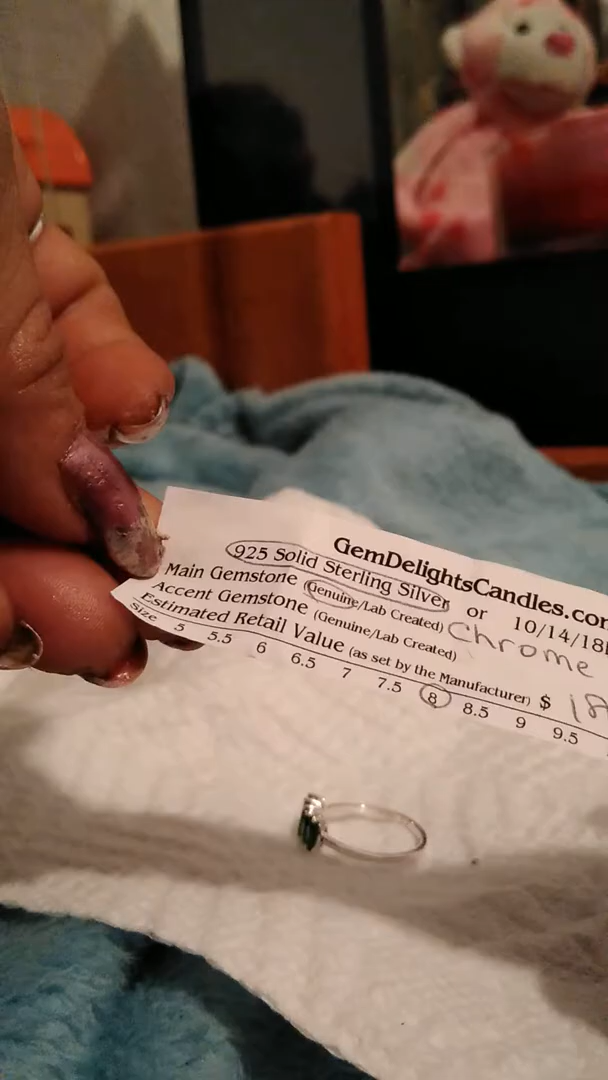 GemDelightsCandles.com
925 Solid Sterling Silver or 10/14/18
Main Gemstone (Genuine/Lab Created) Chrome
Accent Gemstone (Genuine/Lab Created)
Estimated Retail Value (as set by the Manufacturer) $
Size 5 5.5 6 6.5 7 7.5 8 8.5 9 9.5